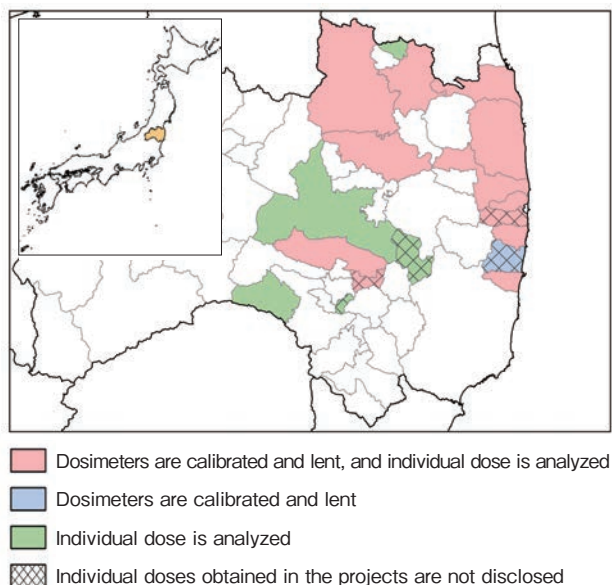 Dosimeters are calibrated and lent, and individual dose is analyzed
Dosimeters are calibrated and lent
Individual dose is analyzed
Individual doses obtained in the projects are not disclosed